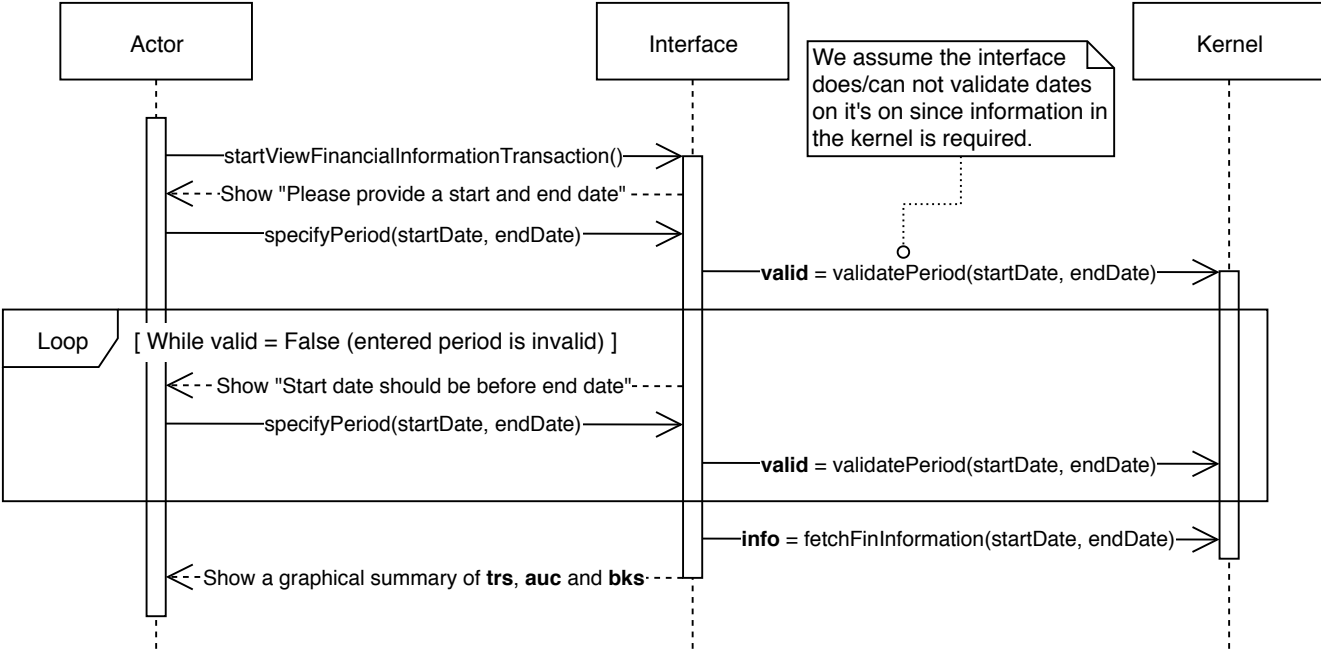 Actor
Interface
Kernel
We assume the interface
does/can not validate dates
on it's on since information in
the kernel is required.
startViewFinancialInformationTransaction()
Show "Please provide a start and end date"
specifyPeriod(startDate, endDate)
valid = validatePeriod(startDate, endDate)
Loop
[ While valid = False (entered period is invalid) ]
Show "Start date should be before end date"
specifyPeriod(startDate, endDate)
valid = validatePeriod(startDate, endDate)
info = fetchFinInformation(startDate, endDate)
Show a graphical summary of trs, auc and bks